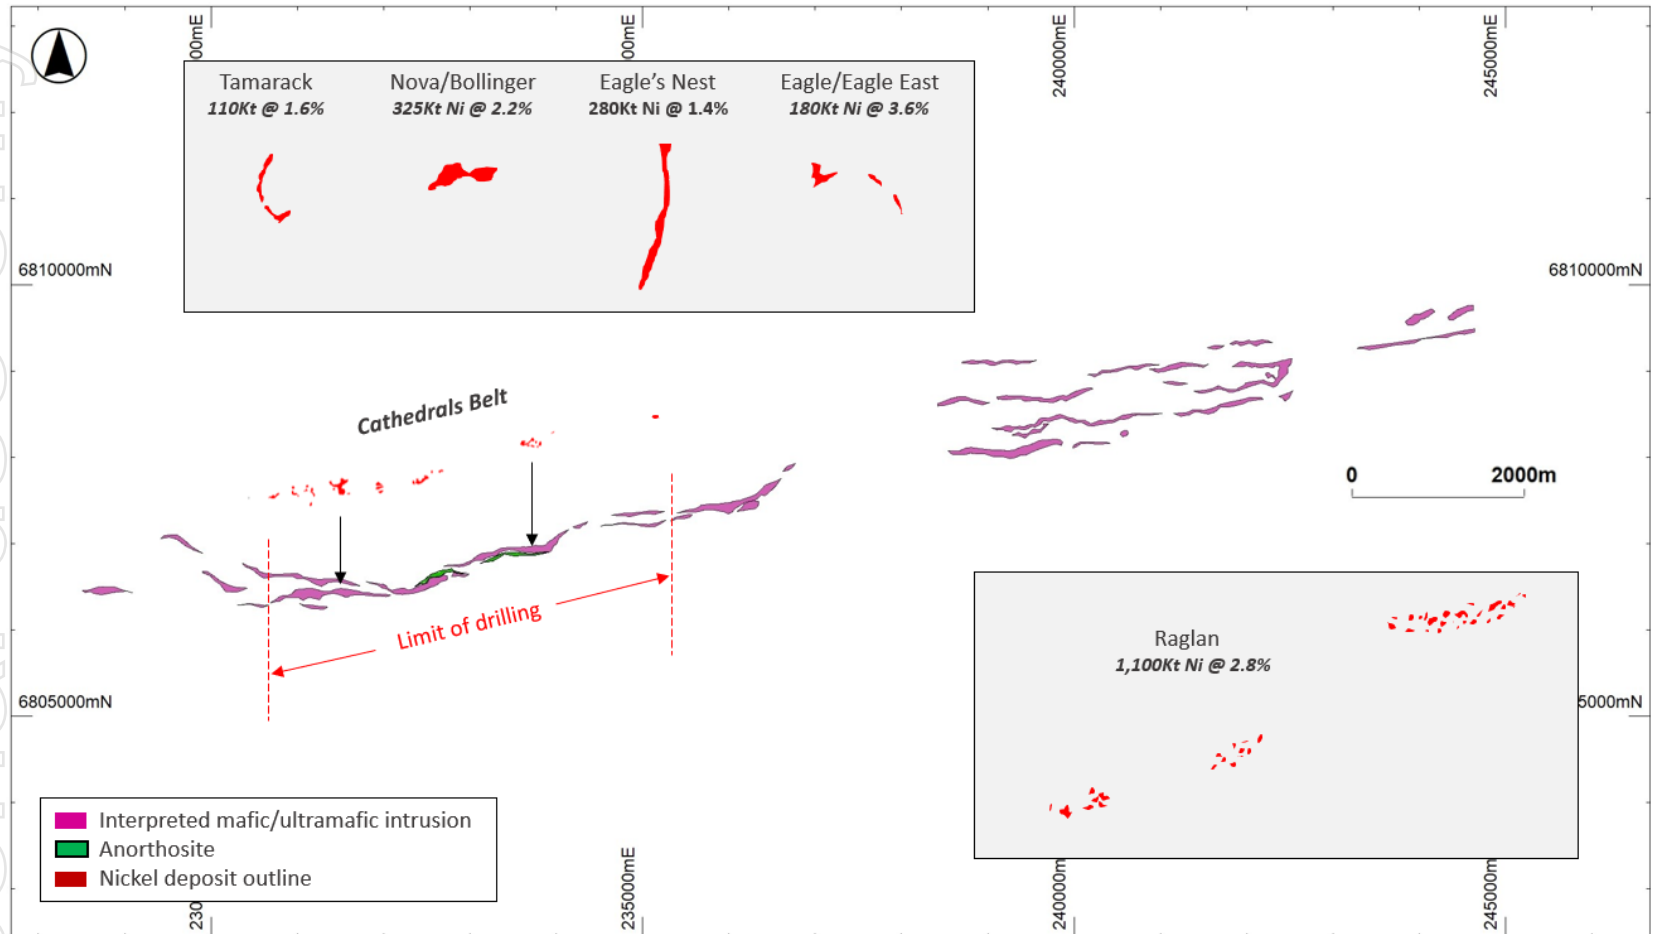 00mE
00mE
240000mE
245000mE
Tamarack
110Kt @ 1.6%
Nova/Bollinger
325Kt Ni @ 2.2%
Eagle's Nest
280Kt Ni @ 1.4%
Eagle/Eagle East
180Kt Ni @ 3.6%
6810000mN
6810000mN
Cathedrals Belt
0 2000m
Limit of drilling
Raglan
1,100Kt Ni @ 2.8%
6805000mN
5000mN
Interpreted mafic/ultramafic intrusion
Anorthosite
Nickel deposit outline
230
235000mE
240000m
245000m